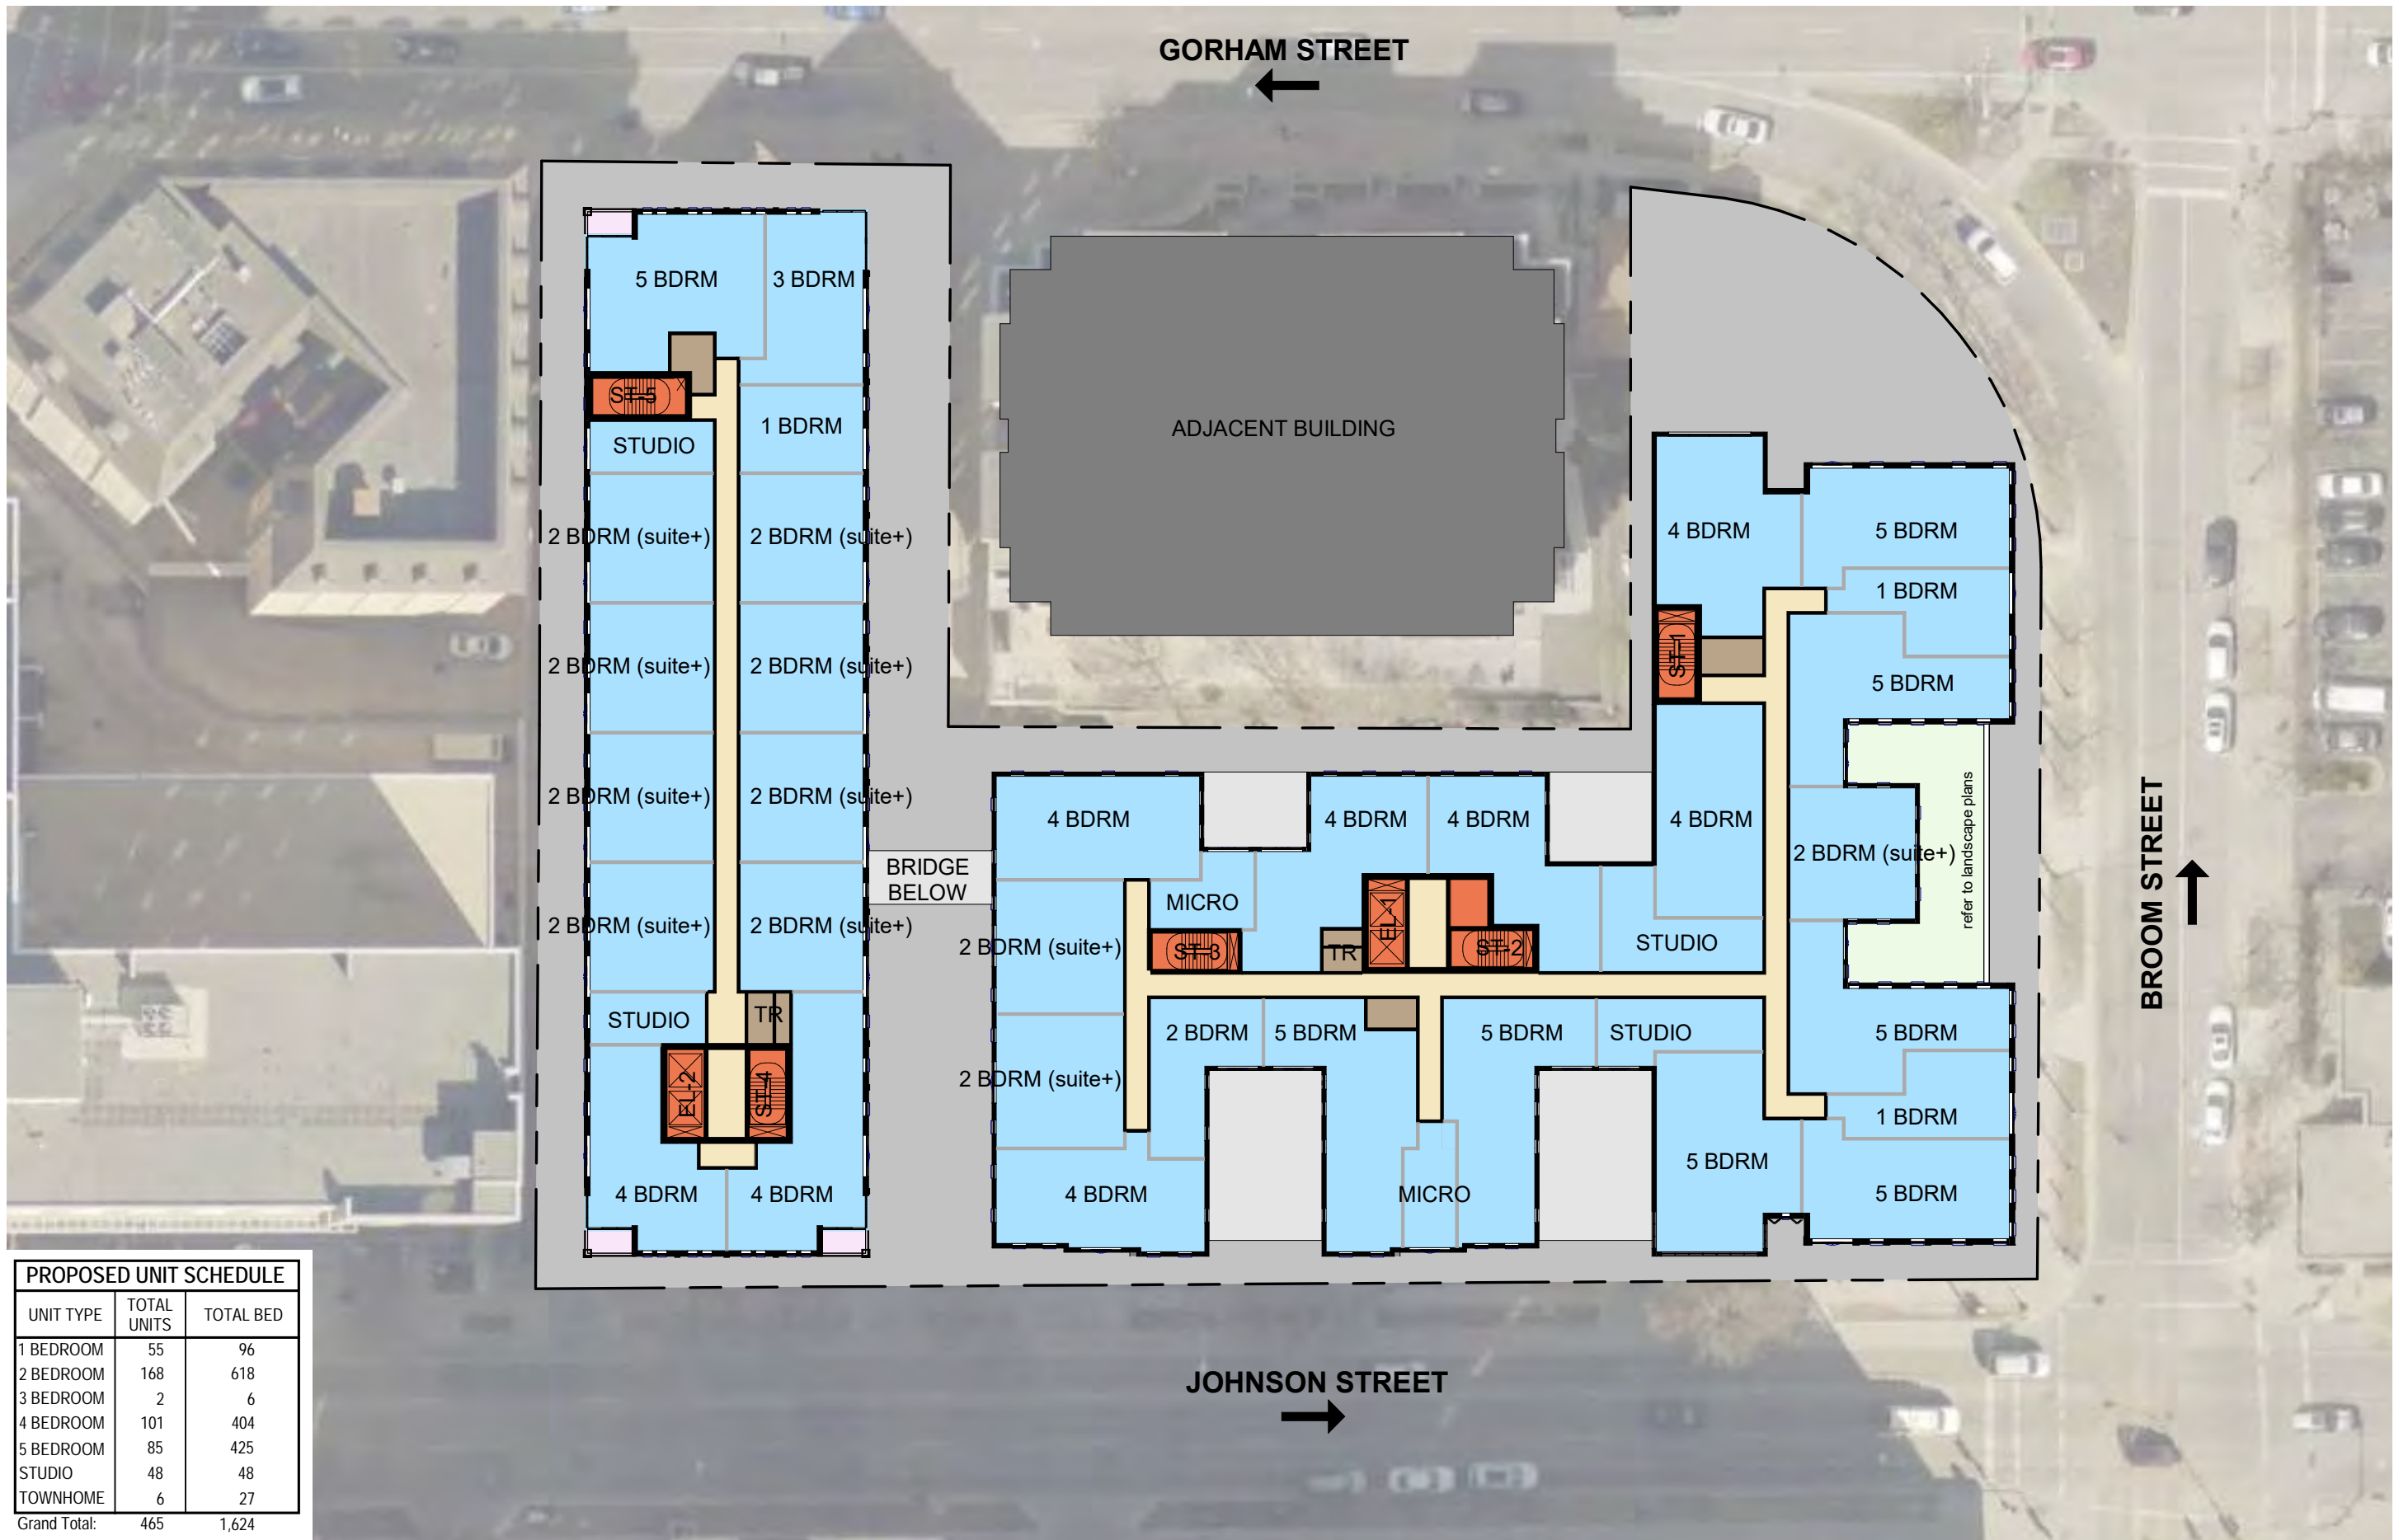 GORHAM STREET
5 BDRM
3 BDRM
ST-5
1 BDRM
STUDIO
2 BDRM (suite+)
2 BDRM (suite+)
2 BDRM (suite+)
2 BDRM (suite+)
2 BDRM (suite+)
2 BDRM (suite+)
2 BDRM (suite+)
2 BDRM (suite+)
STUDIO
TR
EL-2
ST-4
4 BDRM
4 BDRM
BRIDGE
BELOW
ADJACENT BUILDING
4 BDRM
5 BDRM
1 BDRM
ST-1
5 BDRM
4 BDRM
4 BDRM
4 BDRM
4 BDRM
2 BDRM (suite+)
refer to landscape plans
MICRO
2 BDRM (suite+)
ST-3
TR
EL-1
ST-2
STUDIO
2 BDRM
5 BDRM
5 BDRM
STUDIO
5 BDRM
2 BDRM (suite+)
1 BDRM
4 BDRM
MICRO
5 BDRM
5 BDRM
BROOM STREET
JOHNSON STREET
PROPOSED UNIT SCHEDULE
UNIT TYPE TOTAL UNITS TOTAL BED
1 BEDROOM 55 96
2 BEDROOM 168 618
3 BEDROOM 2 6
4 BEDROOM 101 404
5 BEDROOM 85 425
STUDIO 48 48
TOWNHOME 6 27
Grand Total: 465 1,624